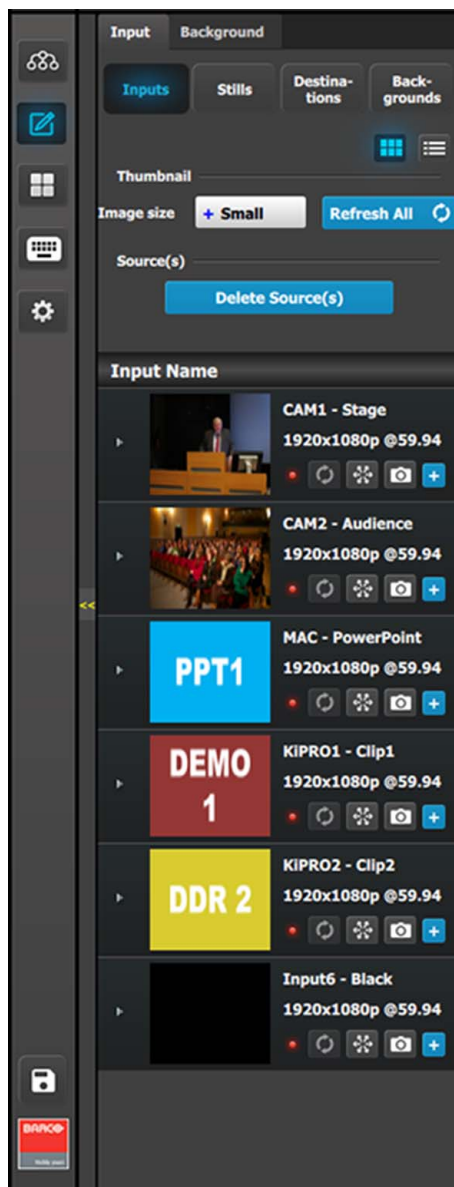 Input Background
Inputs Stills Destina-
tions Back-
grounds
Thumbnail
Image size + Small Refresh All
Source(s)
Delete Source(s)
Input Name
CAM1 - Stage
1920x1080p @59.94
CAM2 - Audience
1920x1080p @59.94
<<
PPT1
MAC - PowerPoint
1920x1080p @59.94
DEMO
1
KiPRO1 - Clip1
1920x1080p @59.94
DDR 2
KiPRO2 - Clip2
1920x1080p @59.94
Input6 - Black
1920x1080p @59.94
BARCO